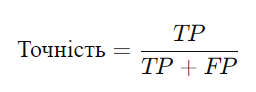 Точність = TP / (TP + FP)